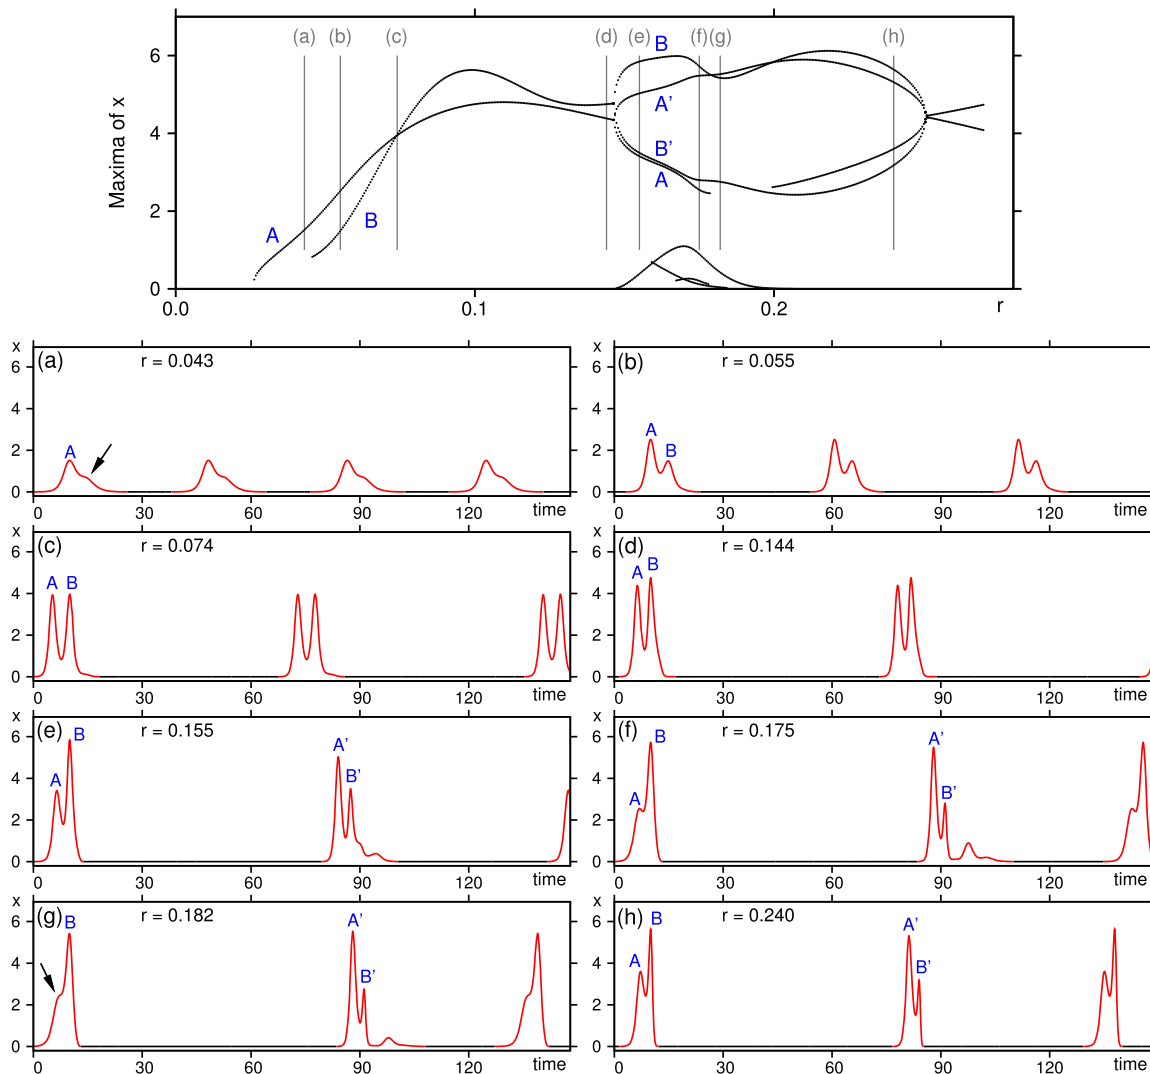 (a) (b) (c) (d) (e) B (f) (g) (h)
6
A'
Maxima of x
4
B'
A
2
A B
0
0.0 0.1 0.2 r
x (a) r = 0.043
6
4
2
A
0
0 30 60 90 120 time
x (b) r = 0.055
6
4
2
A
B
0
0 30 60 90 120 time
x (c) r = 0.074
6
4
A B
2
0
0 30 60 90 120 time
x (d) r = 0.144
6
A B
4
2
0
0 30 60 90 120 time
x (e) r = 0.155
6
B A'
4
A B'
2
0
0 30 60 90 120 time
x (f) r = 0.175
6
B A'
4
A B'
2
0
0 30 60 90 120 time
x (g) r = 0.182
6
B A'
4
B'
2
0
0 30 60 90 120 time
x (h) r = 0.240
6
B A'
4
A B'
2
0
0 30 60 90 120 time